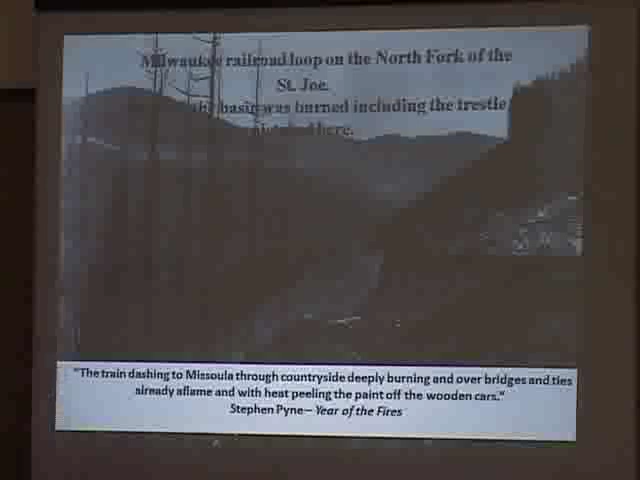 Milwaukee railroad loop on the North Fork of the
St. Joe.
the basin was burned including the trestle
here.
"The train dashing to Missoula through countryside deeply burning and over bridges and ties
already aflame and with heat peeling the paint off the wooden cars."
Stephen Pyne– Year of the Fires